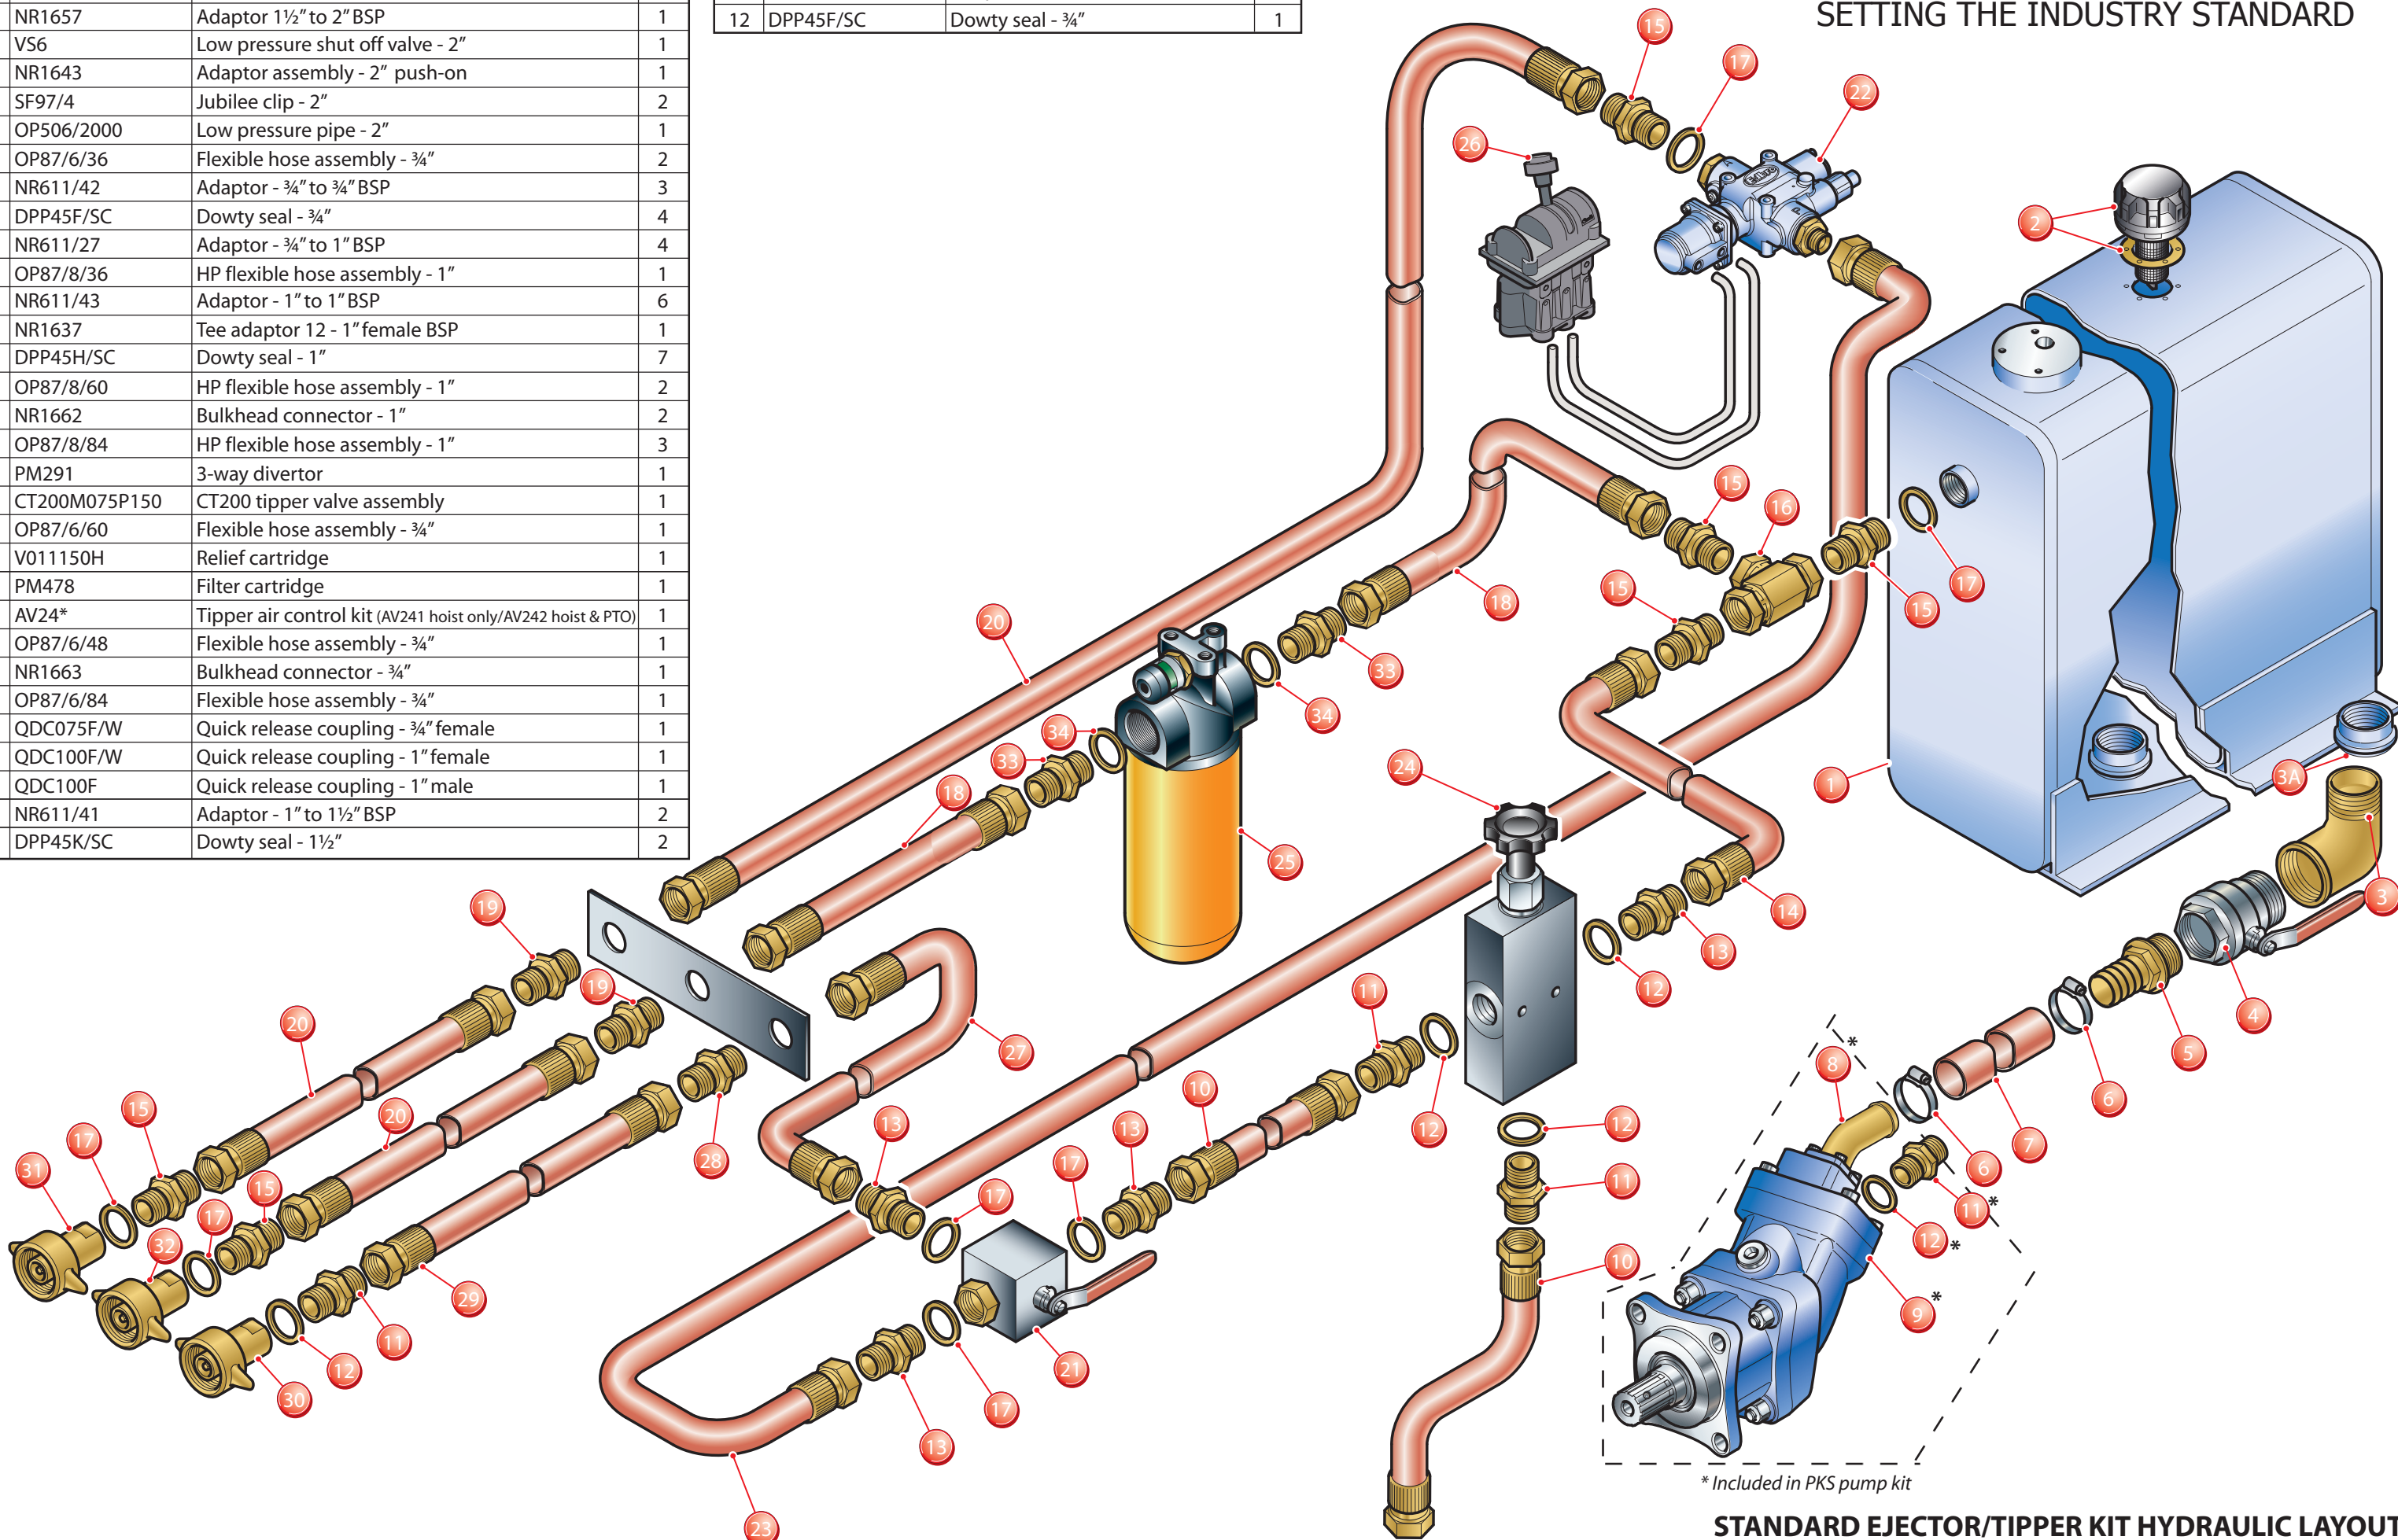 NR1657 Adaptor 1½” to 2” BSP 1
VS6 Low pressure shut off valve - 2” 1
NR1643 Adaptor assembly - 2” push-on 1
SF97/4 Jubilee clip - 2” 2
OP506/2000 Low pressure pipe - 2” 1
OP87/6/36 Flexible hose assembly - ¾” 2
NR611/42 Adaptor - ¾” to ¾” BSP 3
DPP45F/SC Dowty seal - ¾” 4
NR611/27 Adaptor - ¾” to 1” BSP 4
OP87/8/36 HP flexible hose assembly - 1” 1
NR611/43 Adaptor - 1” to 1” BSP 6
NR1637 Tee adaptor 12 - 1” female BSP 1
DPP45H/SC Dowty seal - 1” 7
OP87/8/60 HP flexible hose assembly - 1” 2
NR1662 Bulkhead connector - 1” 2
OP87/8/84 HP flexible hose assembly - 1” 3
PM291 3-way divertor 1
CT200M075P150 CT200 tipper valve assembly 1
OP87/6/60 Flexible hose assembly - ¾” 1
V011150H Relief cartridge 1
PM478 Filter cartridge 1
AV24* Tipper air control kit (AV241 hoist only/AV242 hoist & PTO) 1
OP87/6/48 Flexible hose assembly - ¾” 1
NR1663 Bulkhead connector - ¾” 1
OP87/6/84 Flexible hose assembly - ¾” 1
QDC075F/W Quick release coupling - ¾” female 1
QDC100F/W Quick release coupling - 1” female 1
QDC100F Quick release coupling - 1” male 1
NR611/41 Adaptor - 1” to 1½” BSP 2
DPP45K/SC Dowty seal - 1½” 2
12 DPP45F/SC Dowty seal - ¾” 1
SETTING THE INDUSTRY STANDARD
15
17
22
26
Edbro
A
P
2
15
16
18
15
15
17
20
33
34
34
33
24
1
3A
18
25
14
3
19
13
12
19
11
4
20
27
5
8*
6
15
10
12
12
7
17
20
28
13
17
6
31
15
13
17
11
11*
17
32
12*
10
29
9*
11
21
12
30
17
13
23
* Included in PKS pump kit
STANDARD EJECTOR/TIPPER KIT HYDRAULIC LAYOUT